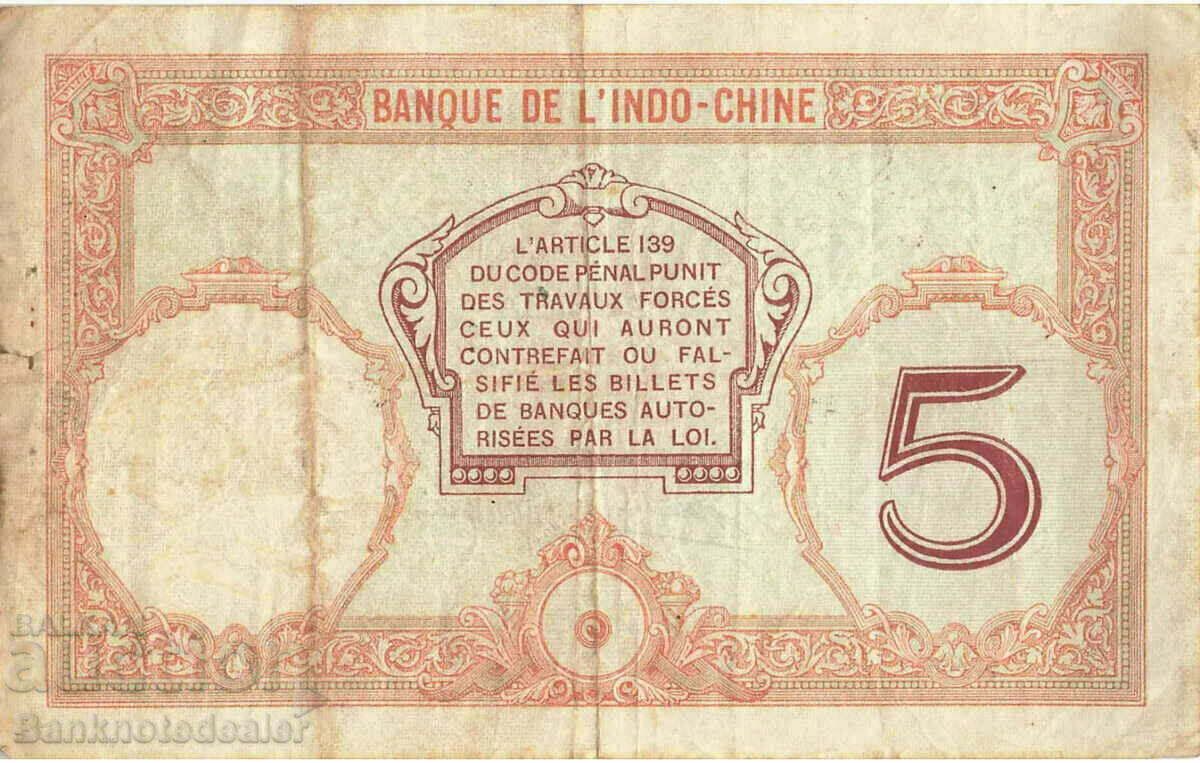 BANQUE DE L'INDO-CHINE
L'ARTICLE 139
DU CODE PÉNAL PUNIT
DES TRAVAUX FORCÉS
CEUX QUI AURONT
CONTREFAIT OU FAL-
SIFIÉ LES BILLETS
DE BANQUES AUTO-
RISÉES PAR LA LOI.
5
Banknotedealer